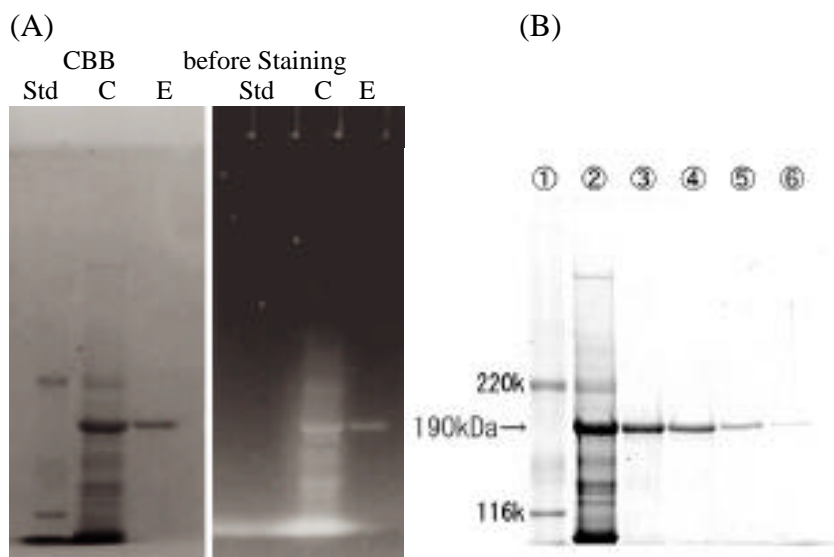 (A)
CBB before Staining
Std C E Std C E
(B)
① ② ③ ④ ⑤ ⑥
220k
190kDa→
116k